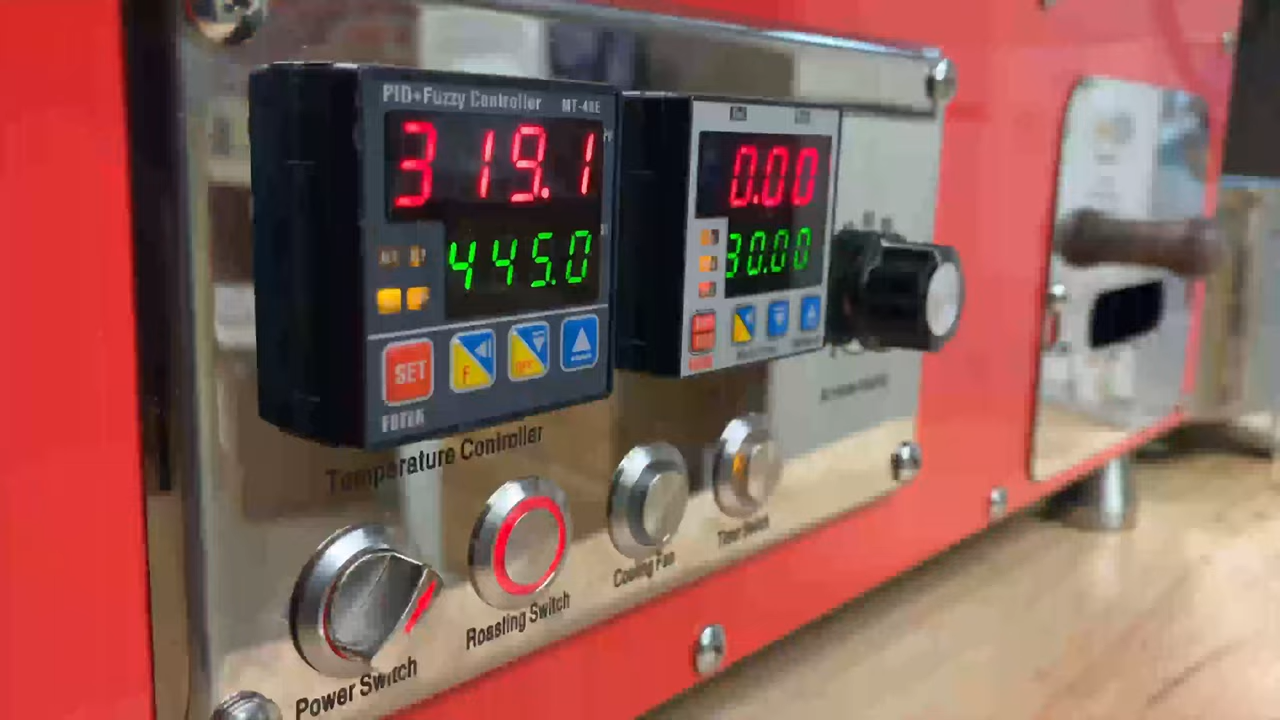 PID+Fuzzy Controller MT-48E
319.1
445.0
SET
F
FOTEK
Temperature Controller
0.00
30.00
Power Switch
Roasting Switch
Cooling Fan
Timer Switch